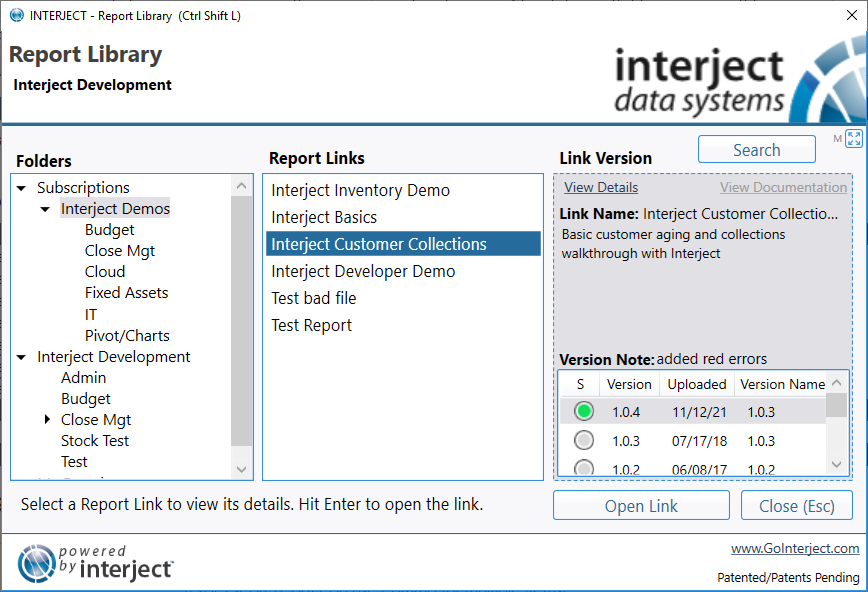 INTERJECT - Report Library  (Ctrl Shift L)
Report Library
Interject Development
interject
data systems
Search
M
Folders
Subscriptions
Interject Demos
Budget
Close Mgt
Cloud
Fixed Assets
IT
Pivot/Charts
Interject Development
Admin
Budget
Close Mgt
Stock Test
Test
Report Links
Interject Inventory Demo
Interject Basics
Interject Customer Collections
Interject Developer Demo
Test bad file
Test Report
Link Version
View Details View Documentation
Link Name: Interject Customer Collectio...
Basic customer aging and collections
walkthrough with Interject
Version Note: added red errors
S Version Uploaded Version Name
1.0.4 11/12/21 1.0.3
1.0.3 07/17/18 1.0.3
1.0.2 06/08/17 1.0.2
Select a Report Link to view its details. Hit Enter to open the link.
Open Link Close (Esc)
powered
by interject™
www.GoInterject.com
Patented/Patents Pending